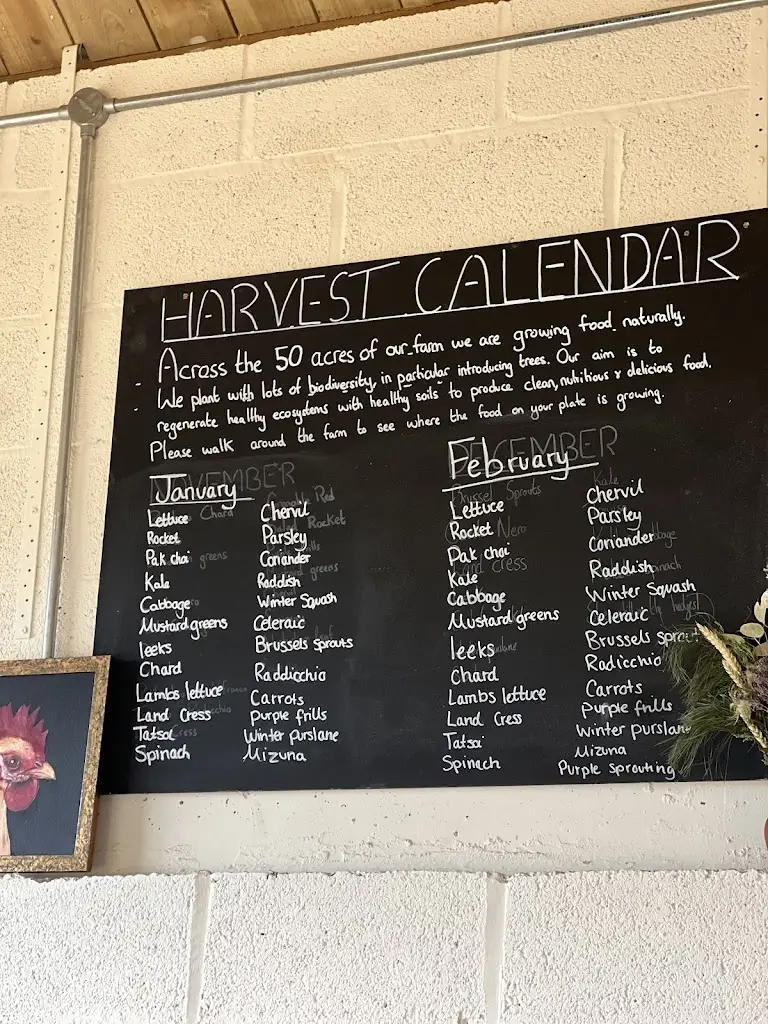 HARVEST CALENDAR
Across the 50 acres of our farm we are growing food naturally.
We plant with lots of biodiversity, in particular introducing trees. Our aim is to
regenerate healthy ecosystems with healthy soils to produce clean, nutritious & delicious food.
Please walk around the farm to see where the food on your plate is growing.
NOVEMBER
January
Lettuce
Rocket
Pak choi
Kale
Cabbage
Mustard greens
leeks
Chard
Lambs lettuce
Land Cress
Tatsoi
Spinach
Chervil
Parsley
Coriander
Raddish
Winter Squash
Celeraic
Brussels sprouts
Raddicchio
Carrots
purple frills
Winter purslane
Mizuna
DECEMBER
February
Lettuce
Rocket
Pak choi
Kale
Cabbage
Mustard greens
leeks
Chard
Lambs lettuce
Land Cress
Tatsoi
Spinach
Chervil
Parsley
Coriander
Raddish
Winter Squash
Celeraic
Brussels sprou
Radicchio
Carrots
purple frills
Winter purslane
Mizuna
Purple sprouting